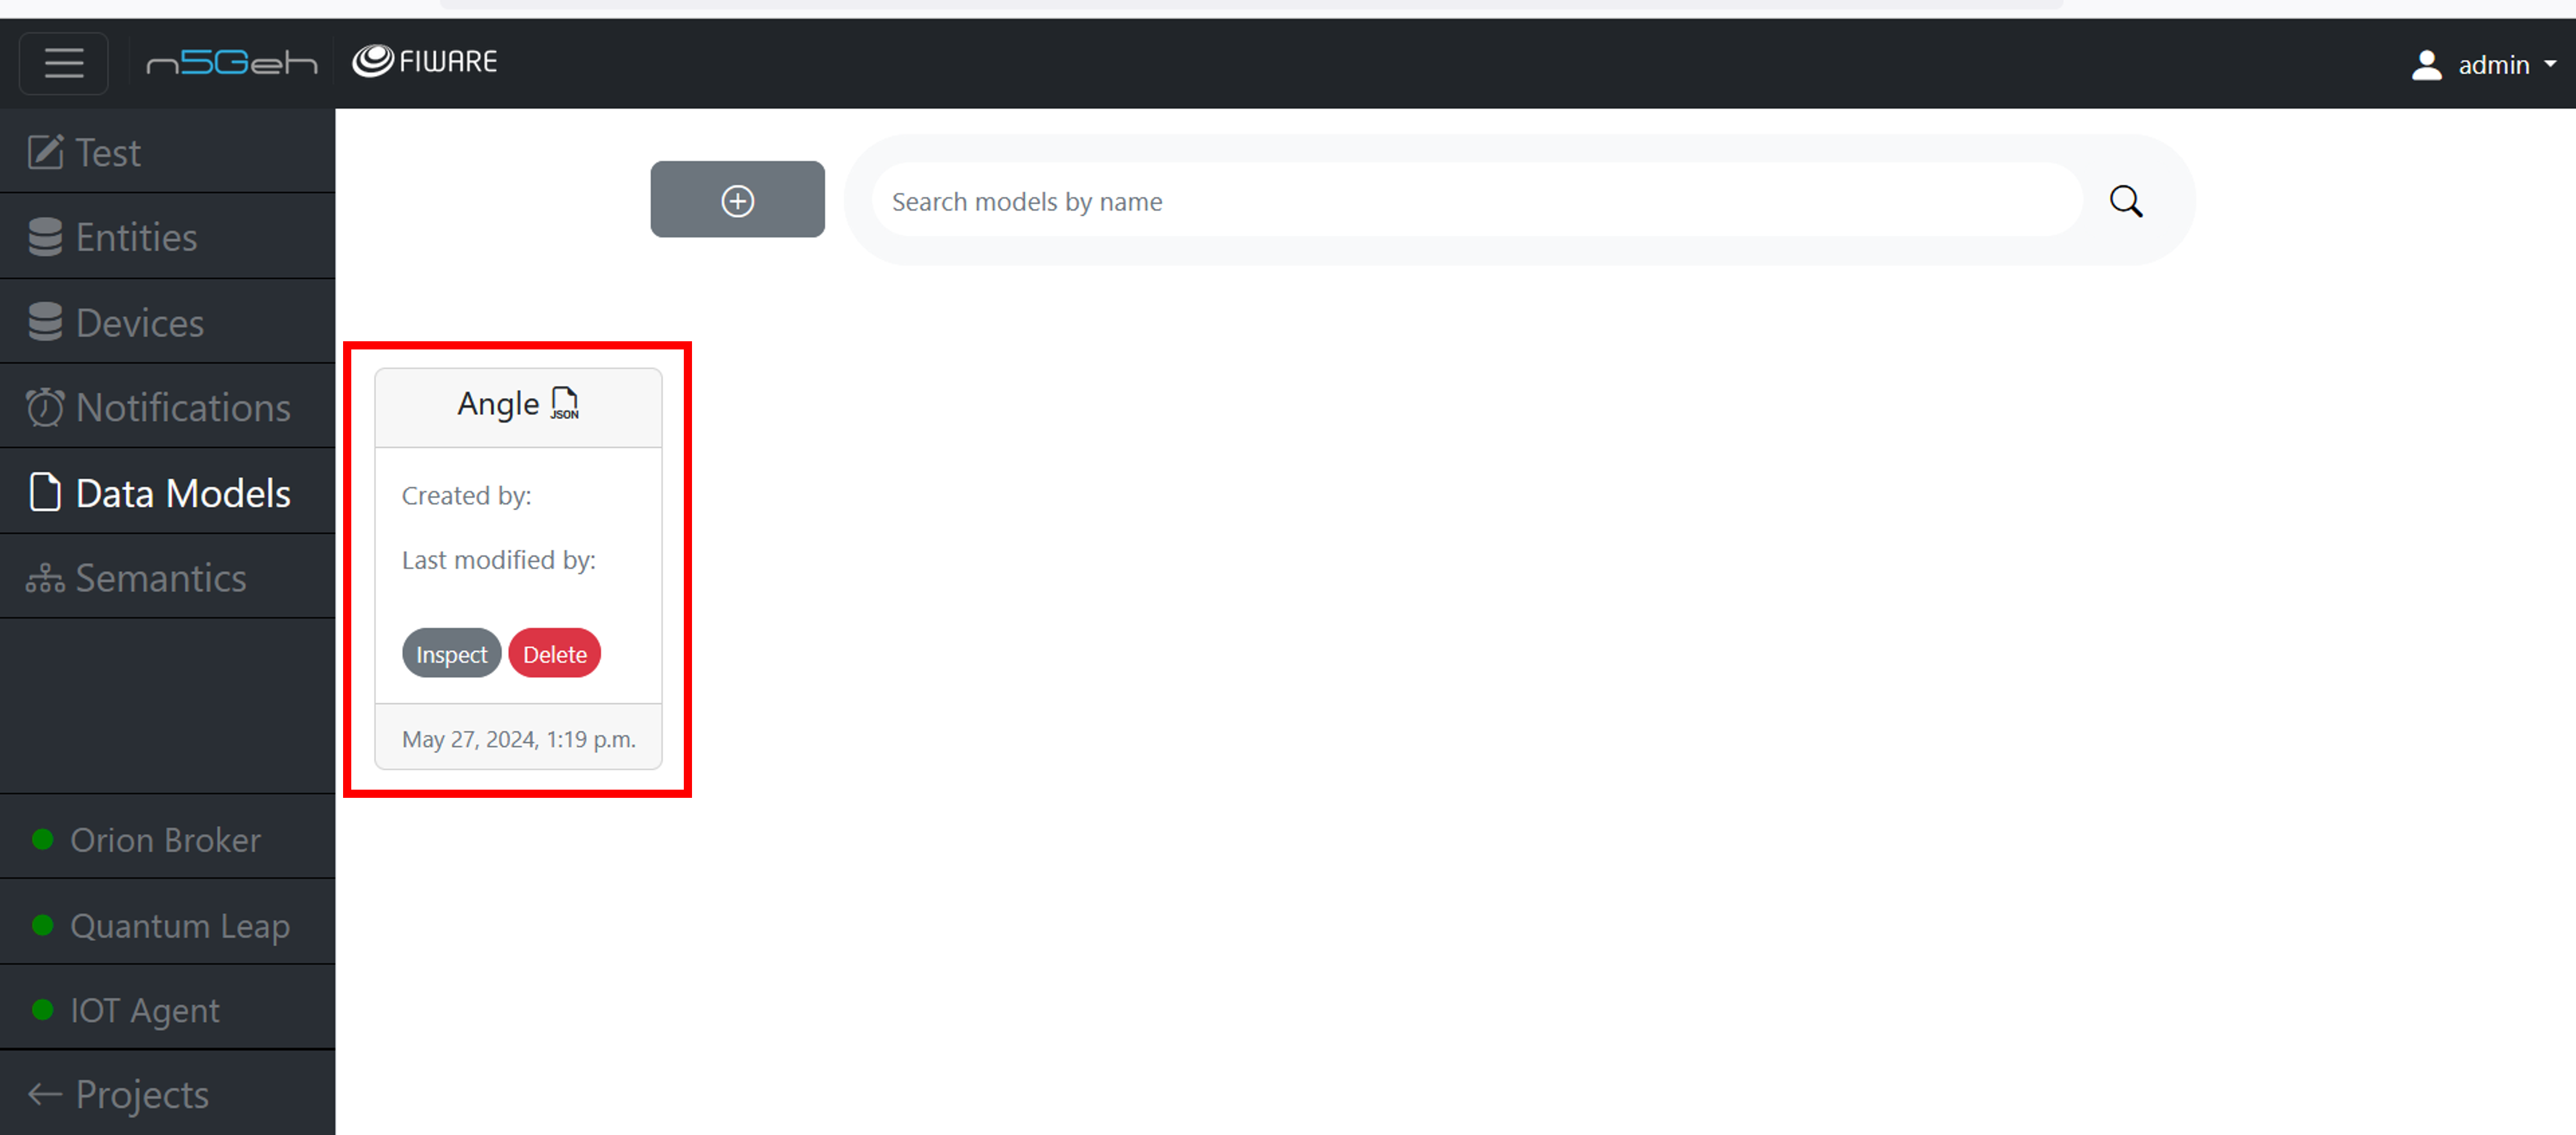 n5Geh
FIWARE
admin
Test
Entities
Devices
Notifications
Data Models
Semantics
Orion Broker
Quantum Leap
IOT Agent
Projects
Search models by name
Angle
JSON
Created by:
Last modified by:
Inspect
Delete
May 27, 2024, 1:19 p.m.